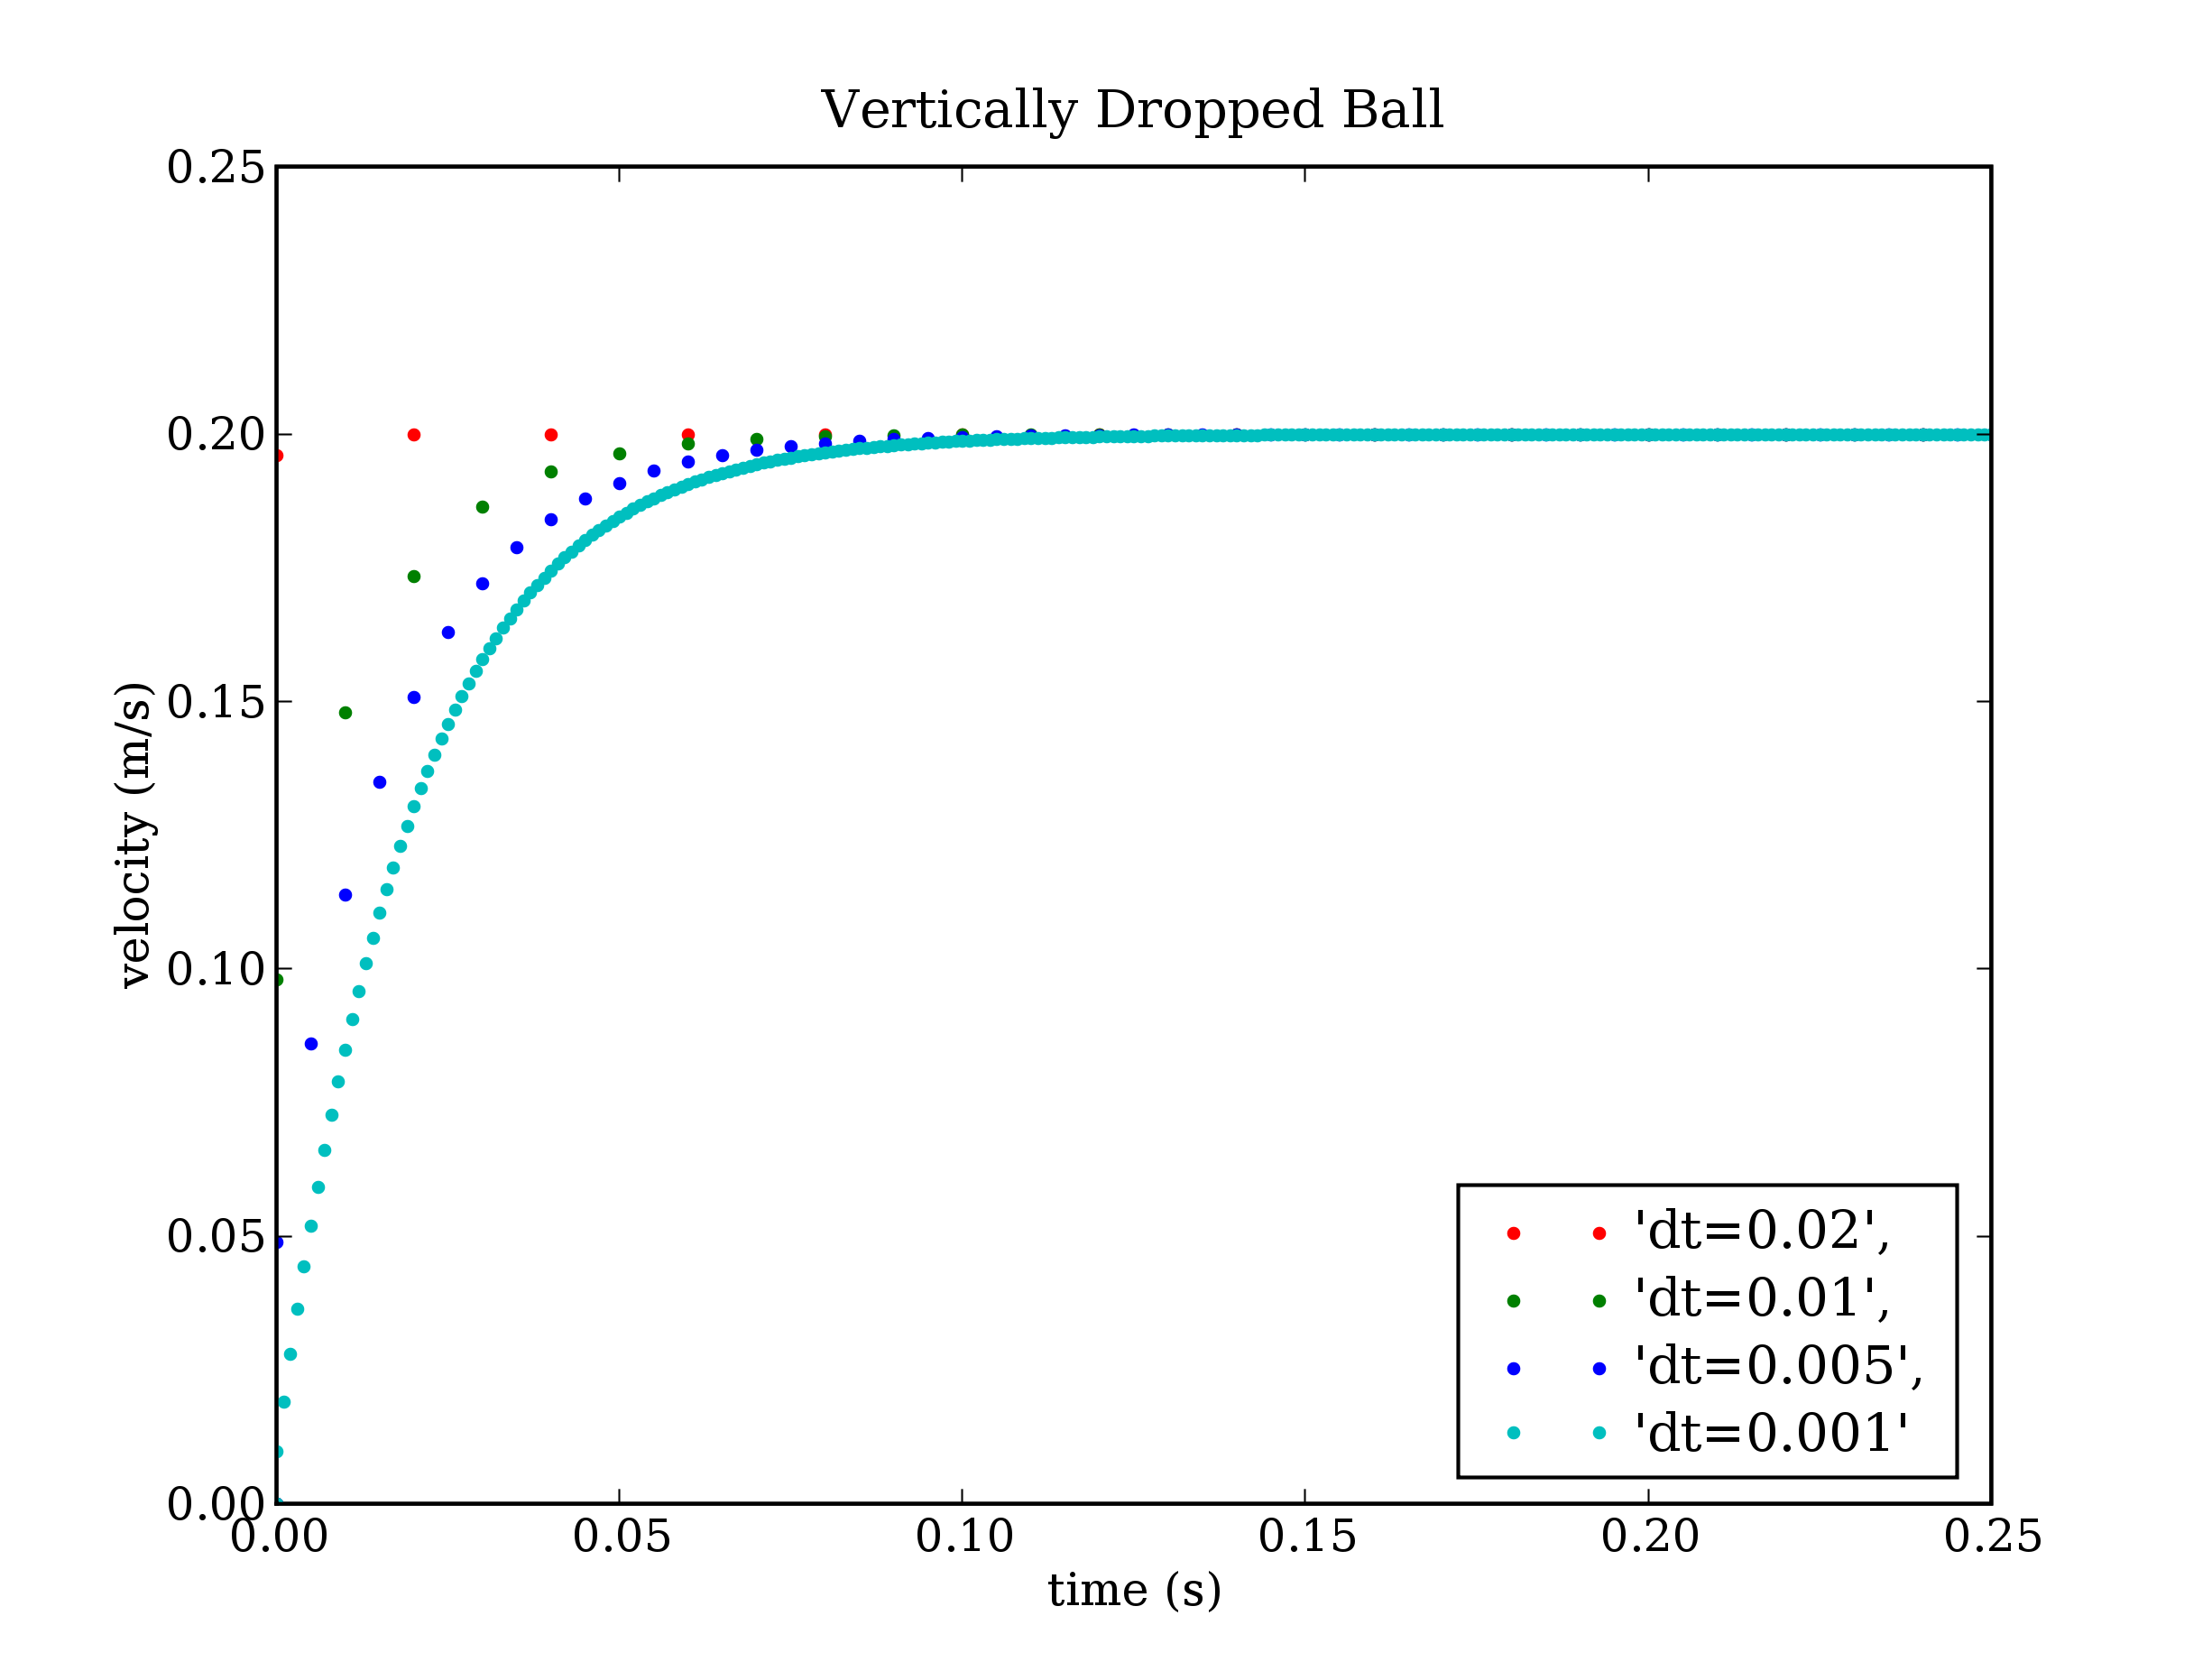 Vertically Dropped Ball
0.25
0.20
0.15
0.10
0.05
0.00
velocity (m/s)
0.00 0.05 0.10 0.15 0.20 0.25
time (s)
'dt=0.02',
'dt=0.01',
'dt=0.005',
'dt=0.001'